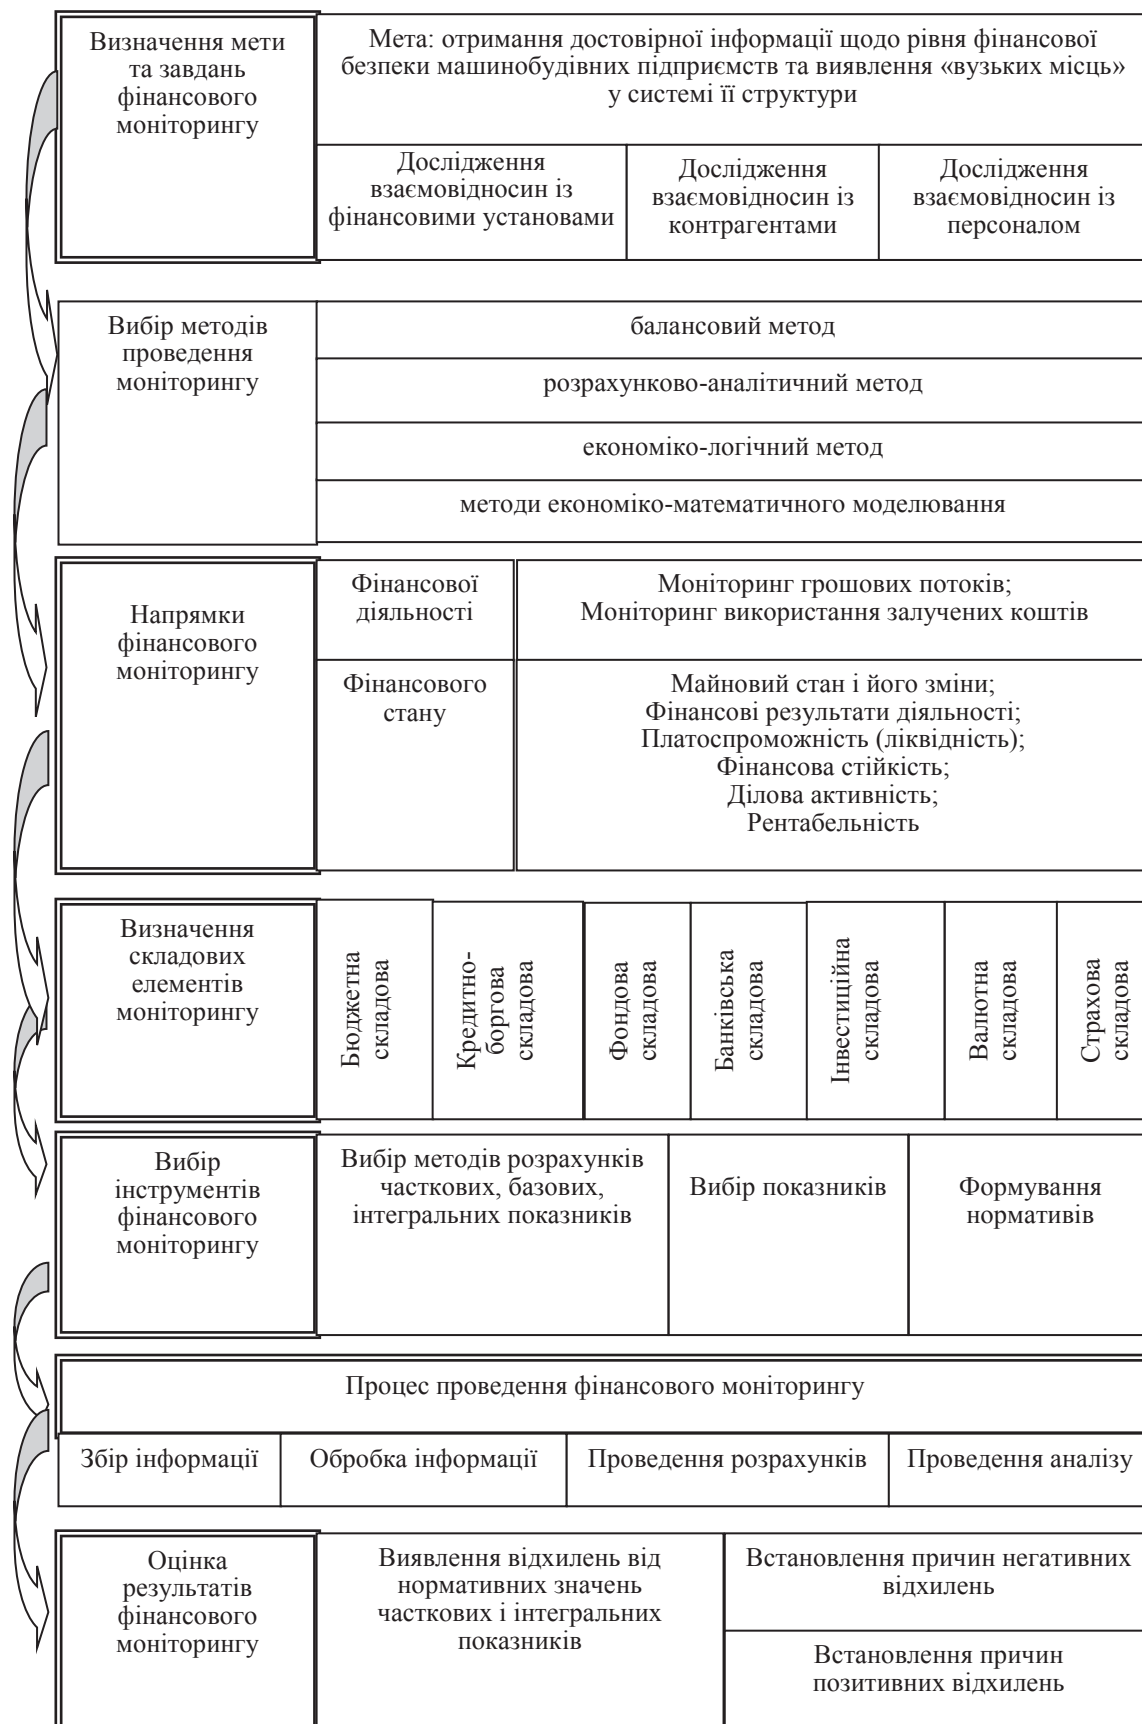 Визначення мети
та завдань
фінансового
моніторингу
Мета: отримання достовірної інформації щодо рівня фінансової
безпеки машинобудівних підприємств та виявлення «вузьких місць»
у системі її структури
Дослідження
взаємовідносин із
фінансовими установами
Дослідження
взаємовідносин із
контрагентами
Дослідження
взаємовідносин із
персоналом
Вибір методів
проведення
моніторингу
балансовий метод
розрахунково-аналітичний метод
економіко-логічний метод
методи економіко-математичного моделювання
Напрямки
фінансового
моніторингу
Фінансової
діяльності
Моніторинг грошових потоків;
Моніторинг використання залучених коштів
Фінансового
стану
Майновий стан і його зміни;
Фінансові результати діяльності;
Платоспроможність (ліквідність);
Фінансова стійкість;
Ділова активність;
Рентабельність
Визначення
складових
елементів
моніторингу
Бюджетна
складова
Кредитно-
боргова
складова
Фондова
складова
Банківська
складова
Інвестиційна
складова
Валютна
складова
Страхова
складова
Вибір
інструментів
фінансового
моніторингу
Вибір методів розрахунків
часткових, базових,
інтегральних показників
Вибір показників
Формування
нормативів
Процес проведення фінансового моніторингу
Збір інформації
Обробка інформації
Проведення розрахунків
Проведення аналізу
Оцінка
результатів
фінансового
моніторингу
Виявлення відхилень від
нормативних значень
часткових і інтегральних
показників
Встановлення причин негативних
відхилень
Встановлення причин
позитивних відхилень